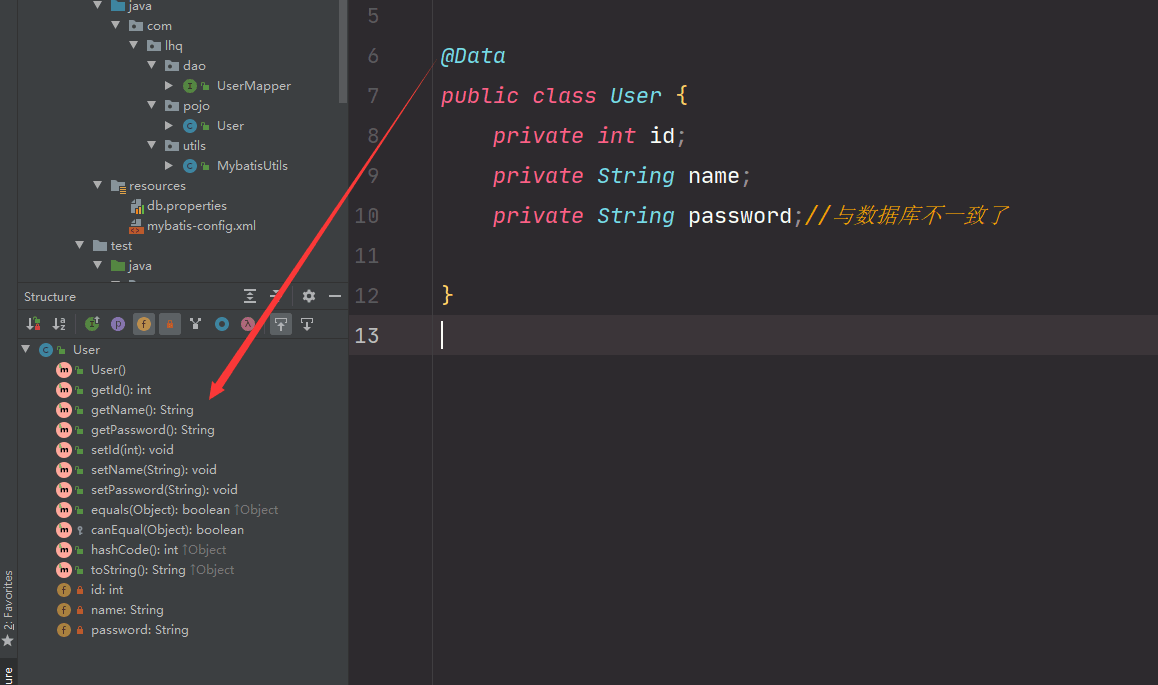 java
com
lhq
dao
UserMapper
pojo
User
utils
MybatisUtils
resources
db.properties
mybatis-config.xml
test
java
Structure
User
User()
getId(): int
getName(): String
getPassword(): String
setId(int): void
setName(String): void
setPassword(String): void
equals(Object): boolean ↑Object
canEqual(Object): boolean
hashCode(): int ↑Object
toString(): String ↑Object
id: int
name: String
password: String
2: Favorites
5
6 @Data
7 public class User {
8 private int id;
9 private String name;
10 private String password;//与数据库不一致了
11
12 }
13